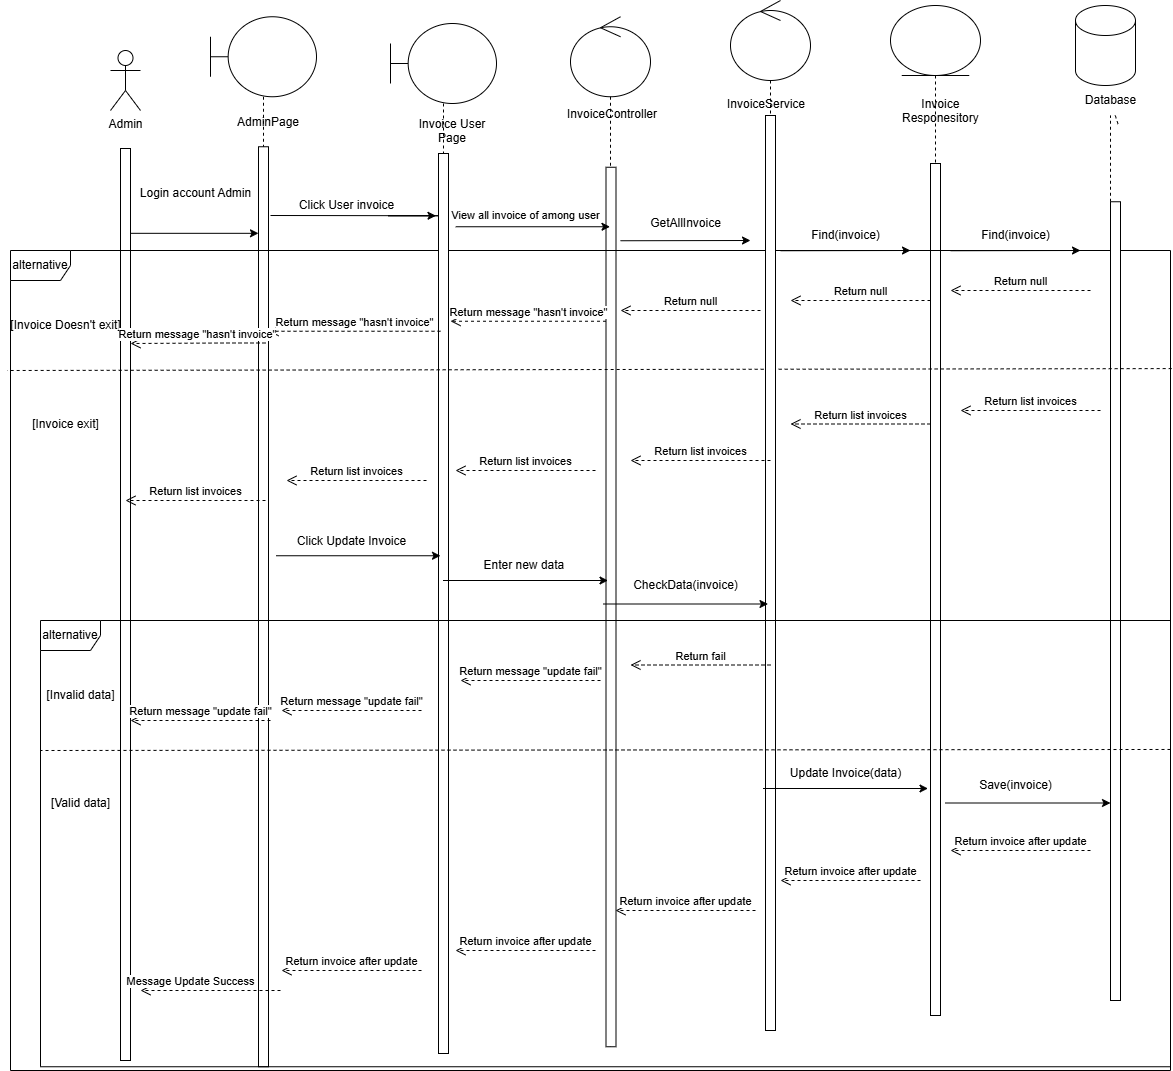 Admin
AdminPage
Invoice User
Page
InvoiceController
InvoiceService
Invoice
Responesitory
Database
Login account Admin
Click User invoice
View all invoice of among user
GetAllInvoice
Find(invoice)
Find(invoice)
alternative
[Invoice Doesn't exit]
Return null
Return null
Return null
Return message "hasn't invoice"
Return message "hasn't invoice"
Return message "hasn't invoice"
[Invoice exit]
Return list invoices
Return list invoices
Return list invoices
Return list invoices
Return list invoices
Return list invoices
Click Update Invoice
Enter new data
CheckData(invoice)
alternative
[Invalid data]
Return fail
Return message "update fail"
Return message "update fail"
Return message "update fail"
[Valid data]
Update Invoice(data)
Save(invoice)
Return invoice after update
Return invoice after update
Return invoice after update
Return invoice after update
Return invoice after update
Message Update Success